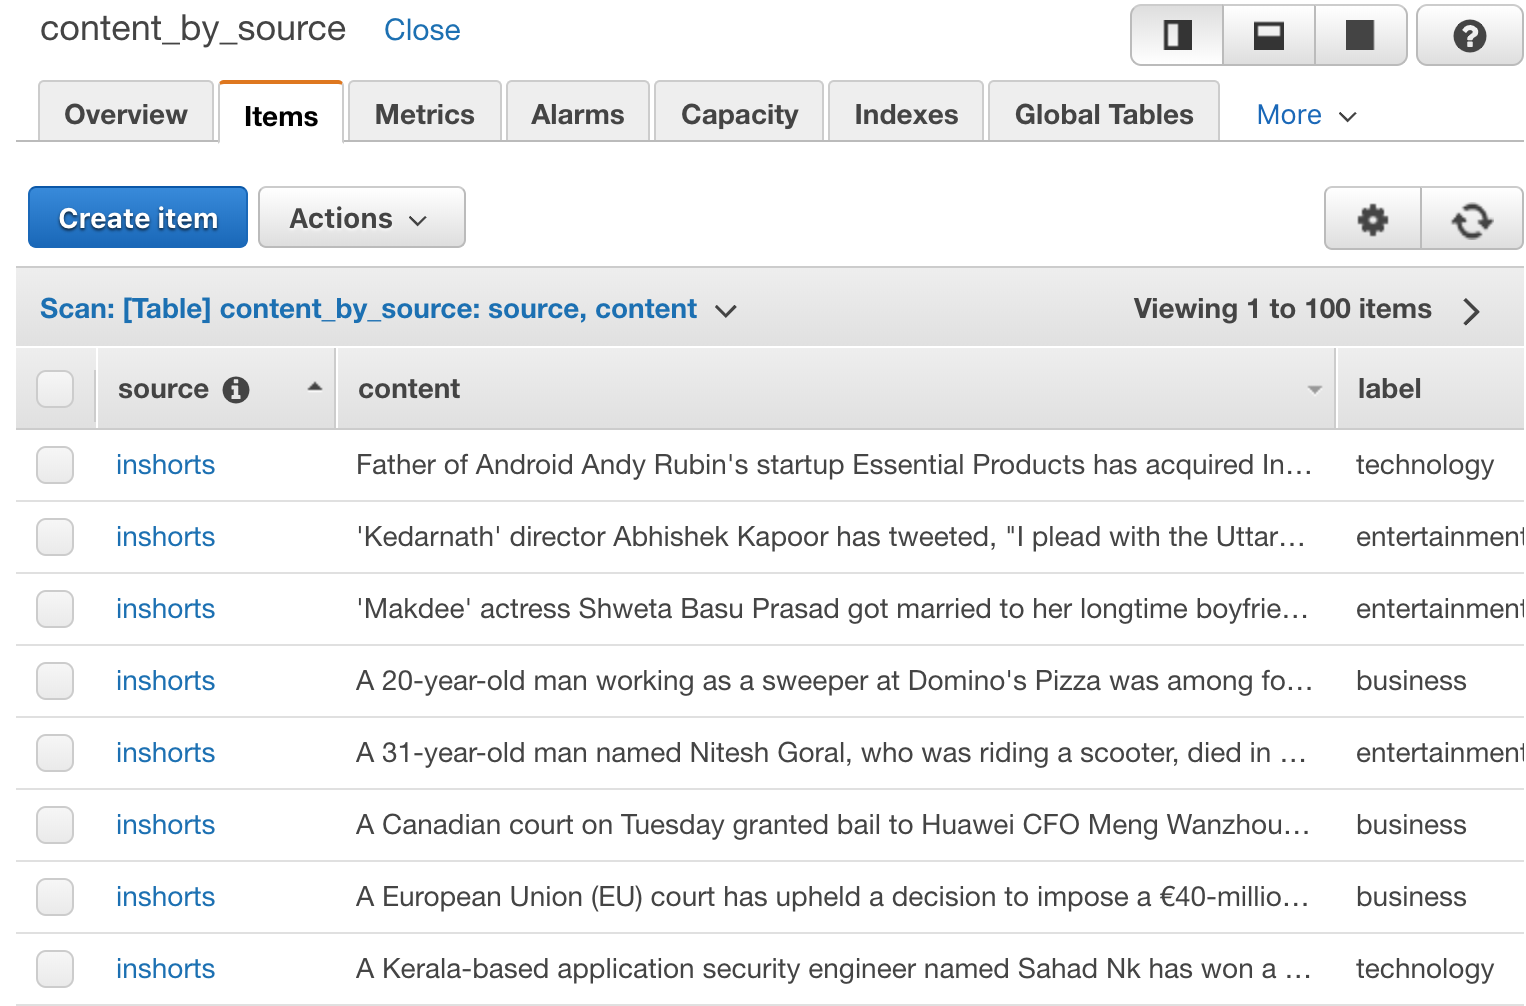 content_by_source Close
Overview Items Metrics Alarms Capacity Indexes Global Tables More
Create item Actions
Scan: [Table] content_by_source: source, content Viewing 1 to 100 items
source content label
inshorts Father of Android Andy Rubin's startup Essential Products has acquired In… technology
inshorts 'Kedarnath' director Abhishek Kapoor has tweeted, "I plead with the Uttar… entertainment
inshorts 'Makdee' actress Shweta Basu Prasad got married to her longtime boyfrie… entertainment
inshorts A 20-year-old man working as a sweeper at Domino's Pizza was among fo… business
inshorts A 31-year-old man named Nitesh Goral, who was riding a scooter, died in … entertainment
inshorts A Canadian court on Tuesday granted bail to Huawei CFO Meng Wanzhou… business
inshorts A European Union (EU) court has upheld a decision to impose a €40-millio… business
inshorts A Kerala-based application security engineer named Sahad Nk has won a … technology